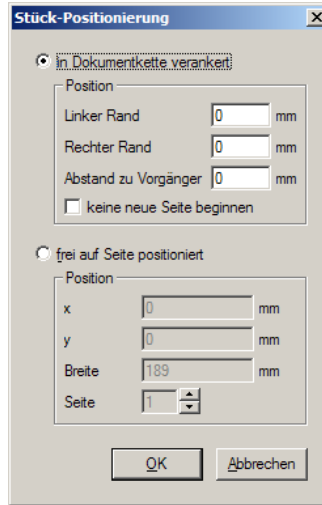 Stück-Positionierung
in Dokumentkette verankert
Position
Linker Rand 0 mm
Rechter Rand 0 mm
Abstand zu Vorgänger 0 mm
keine neue Seite beginnen
frei auf Seite positioniert
Position
x 0 mm
y 0 mm
Breite 189 mm
Seite 1
OK Abbrechen